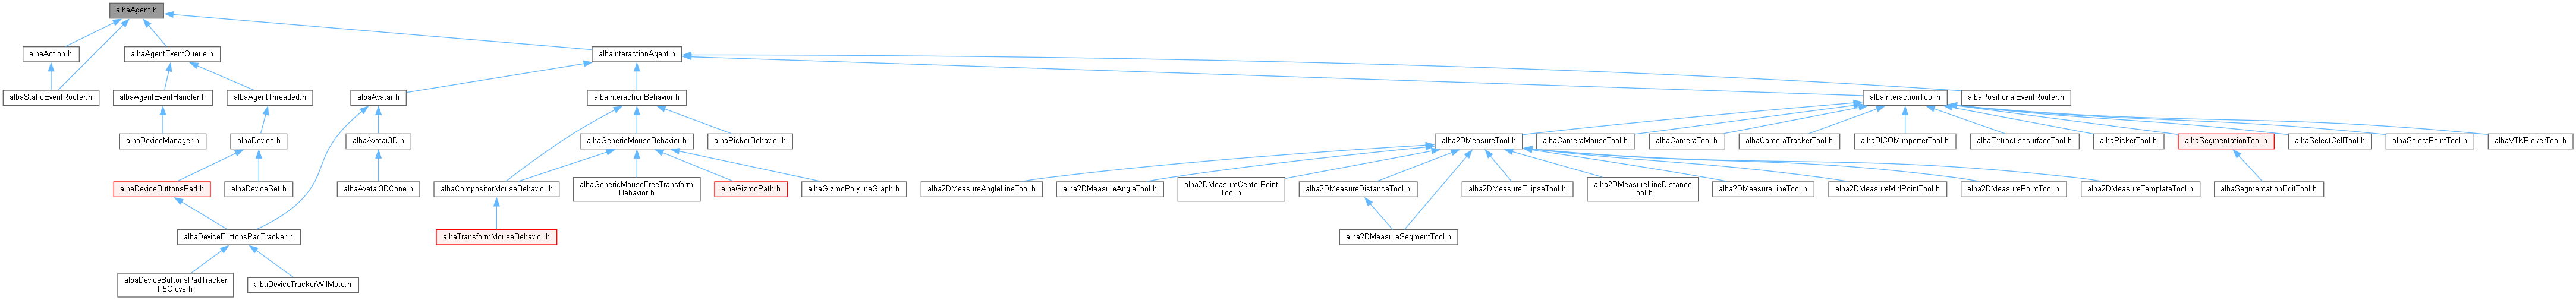 albaAgent.h
albaAction.h
albaAgentEventQueue.h
albaInteractionAgent.h
albaStaticEventRouter.h
albaAgentEventHandler.h
albaAgentThreaded.h
albaAvatar.h
albaInteractionBehavior.h
albaInteractionTool.h
albaPositionalEventRouter.h
albaDeviceManager.h
albaDevice.h
albaAvatar3D.h
albaGenericMouseBehavior.h
albaPickerBehavior.h
alba2DMeasureTool.h
albaCameraMouseTool.h
albaCameraTool.h
albaCameraTrackerTool.h
albaDICOMImporterTool.h
albaExtractIsosurfaceTool.h
albaPickerTool.h
albaSegmentationTool.h
albaSelectCellTool.h
albaSelectPointTool.h
albaVTKPickerTool.h
albaDeviceButtonsPad.h
albaDeviceSet.h
albaAvatar3DCone.h
albaCompositorMouseBehavior.h
albaGenericMouseFreeTransform
Behavior.h
albaGizmoPath.h
albaGizmoPolylineGraph.h
alba2DMeasureAngleLineTool.h
alba2DMeasureAngleTool.h
alba2DMeasureCenterPoint
Tool.h
alba2DMeasureDistanceTool.h
alba2DMeasureEllipseTool.h
alba2DMeasureLineDistance
Tool.h
alba2DMeasureLineTool.h
alba2DMeasureMidPointTool.h
alba2DMeasurePointTool.h
alba2DMeasureTemplateTool.h
albaSegmentationEditTool.h
albaDeviceButtonsPadTracker.h
albaTransformMouseBehavior.h
alba2DMeasureSegmentTool.h
albaDeviceButtonsPadTracker
P5Glove.h
albaDeviceTrackerWIIMote.h